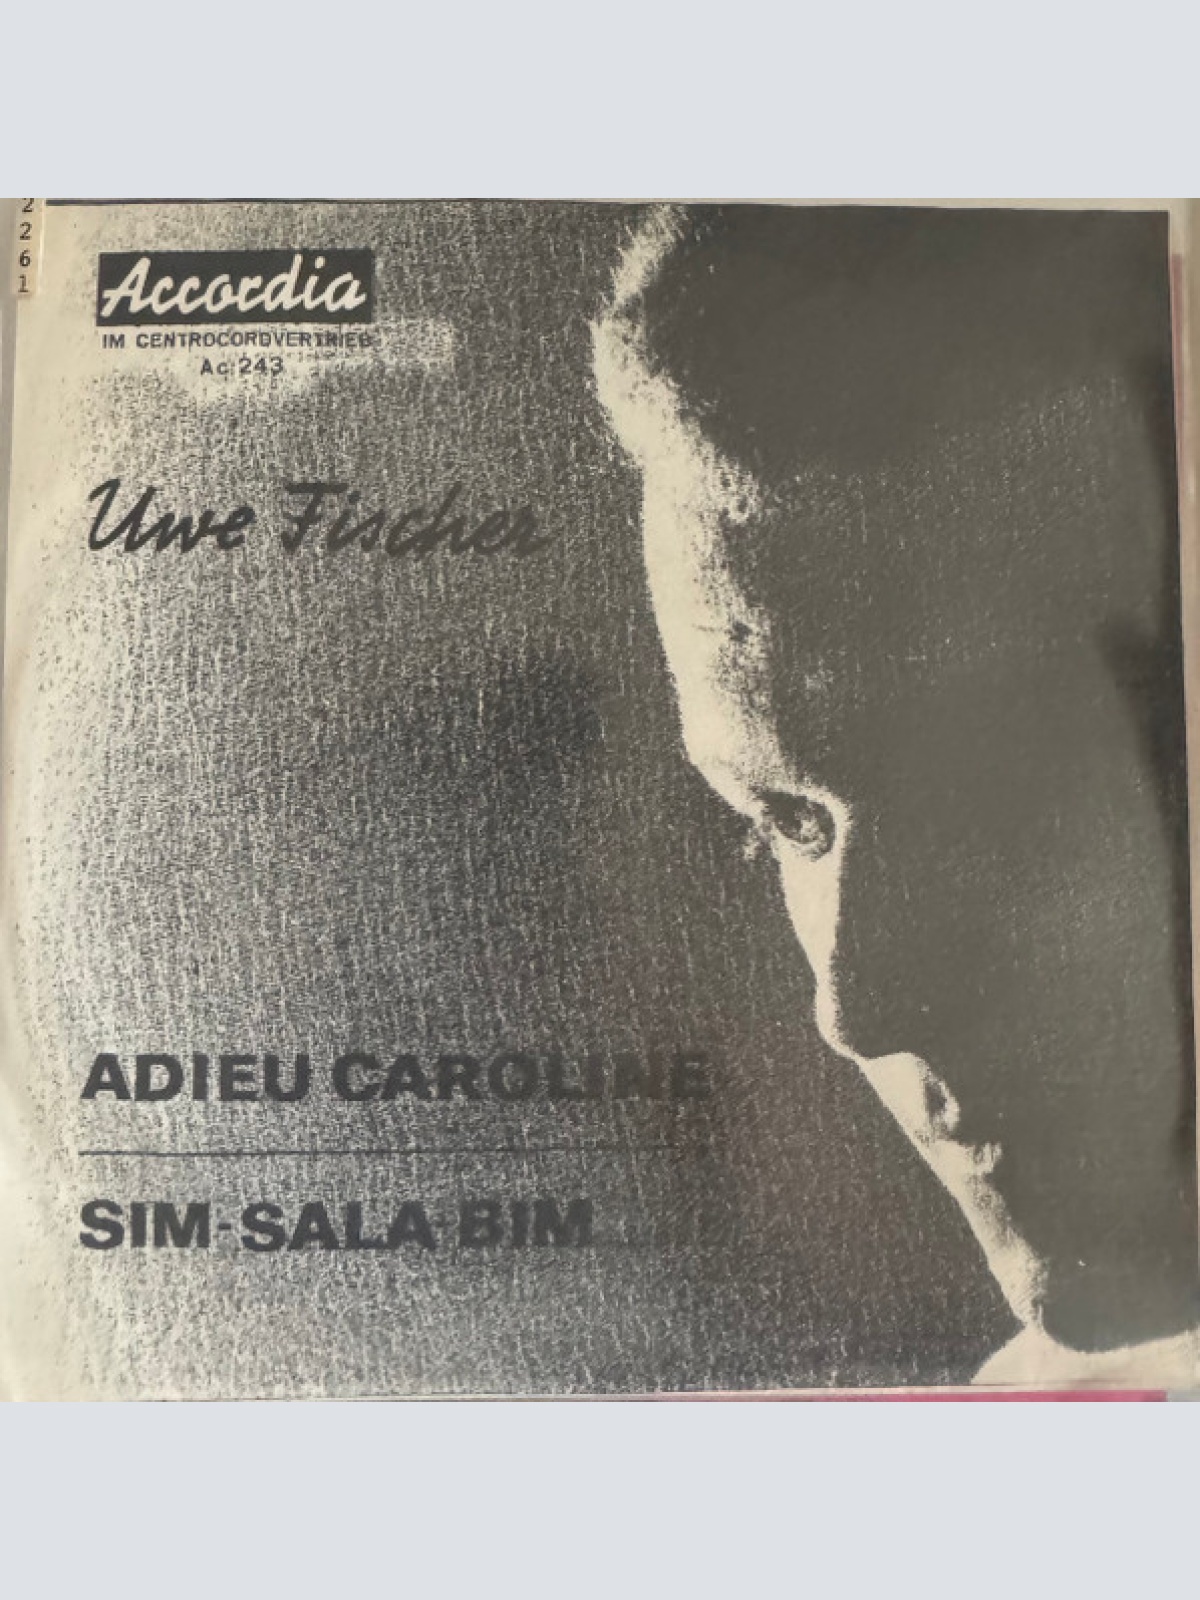 2
2
6
1
Accordia
IM CENTROCORDVERTRIEB
Ac 243
Uwe Fischer
ADIEU CAROLINE
SIM-SALA-BIM